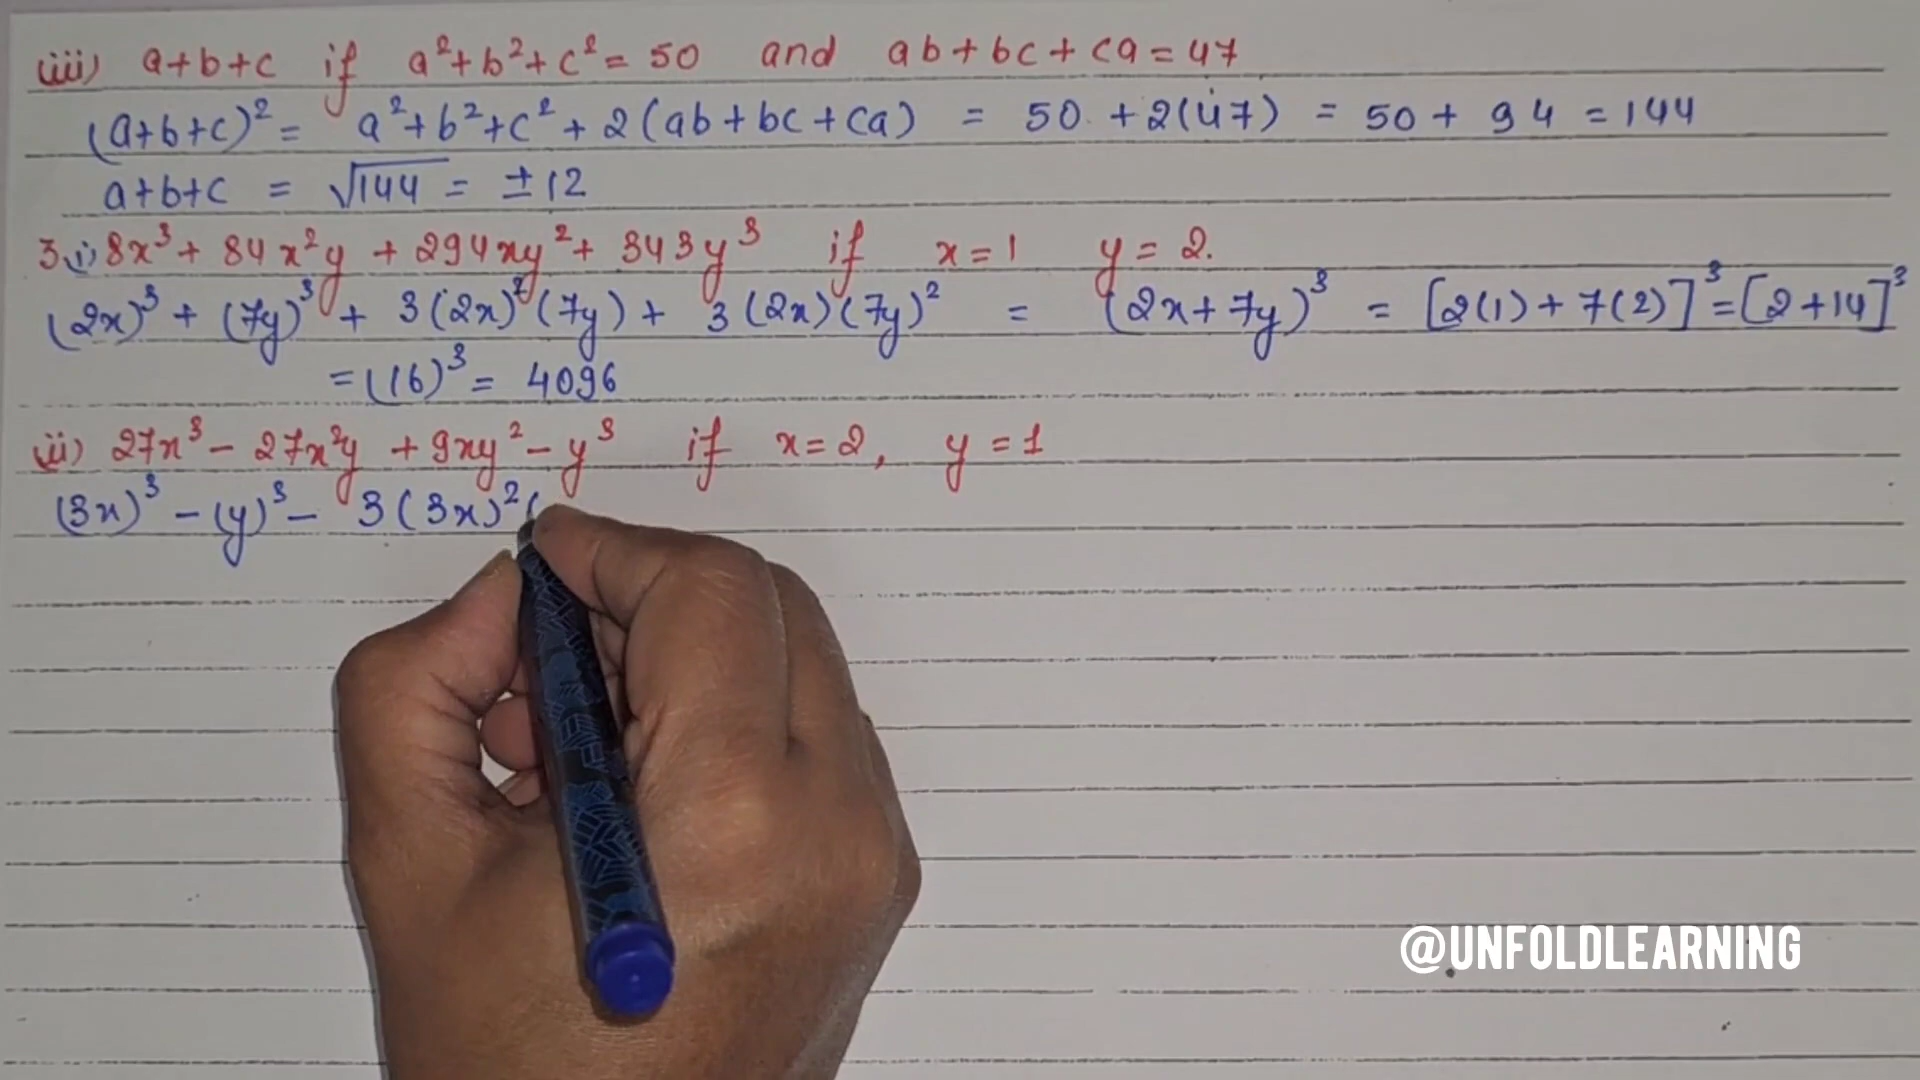 iii) a+b+c if a²+b²+c²=50 and ab+bc+ca=47
(a+b+c)² = a²+b²+c²+2(ab+bc+ca) = 50+2(47) = 50+94 = 144
a+b+c = √144 = ±12
3.i) 8x³+84x²y+294xy²+343y³ if x=1 y=2.
(2x)³+(7y)³+3(2x)²(7y)+3(2x)(7y)² = (2x+7y)³ = [2(1)+7(2)]³=[2+14]³
=(16)³=4096
ii) 27x³-27x²y+9xy²-y³ if x=2, y=1
(3x)³-(y)³-3(3x)²(
@UNFOLDLEARNING